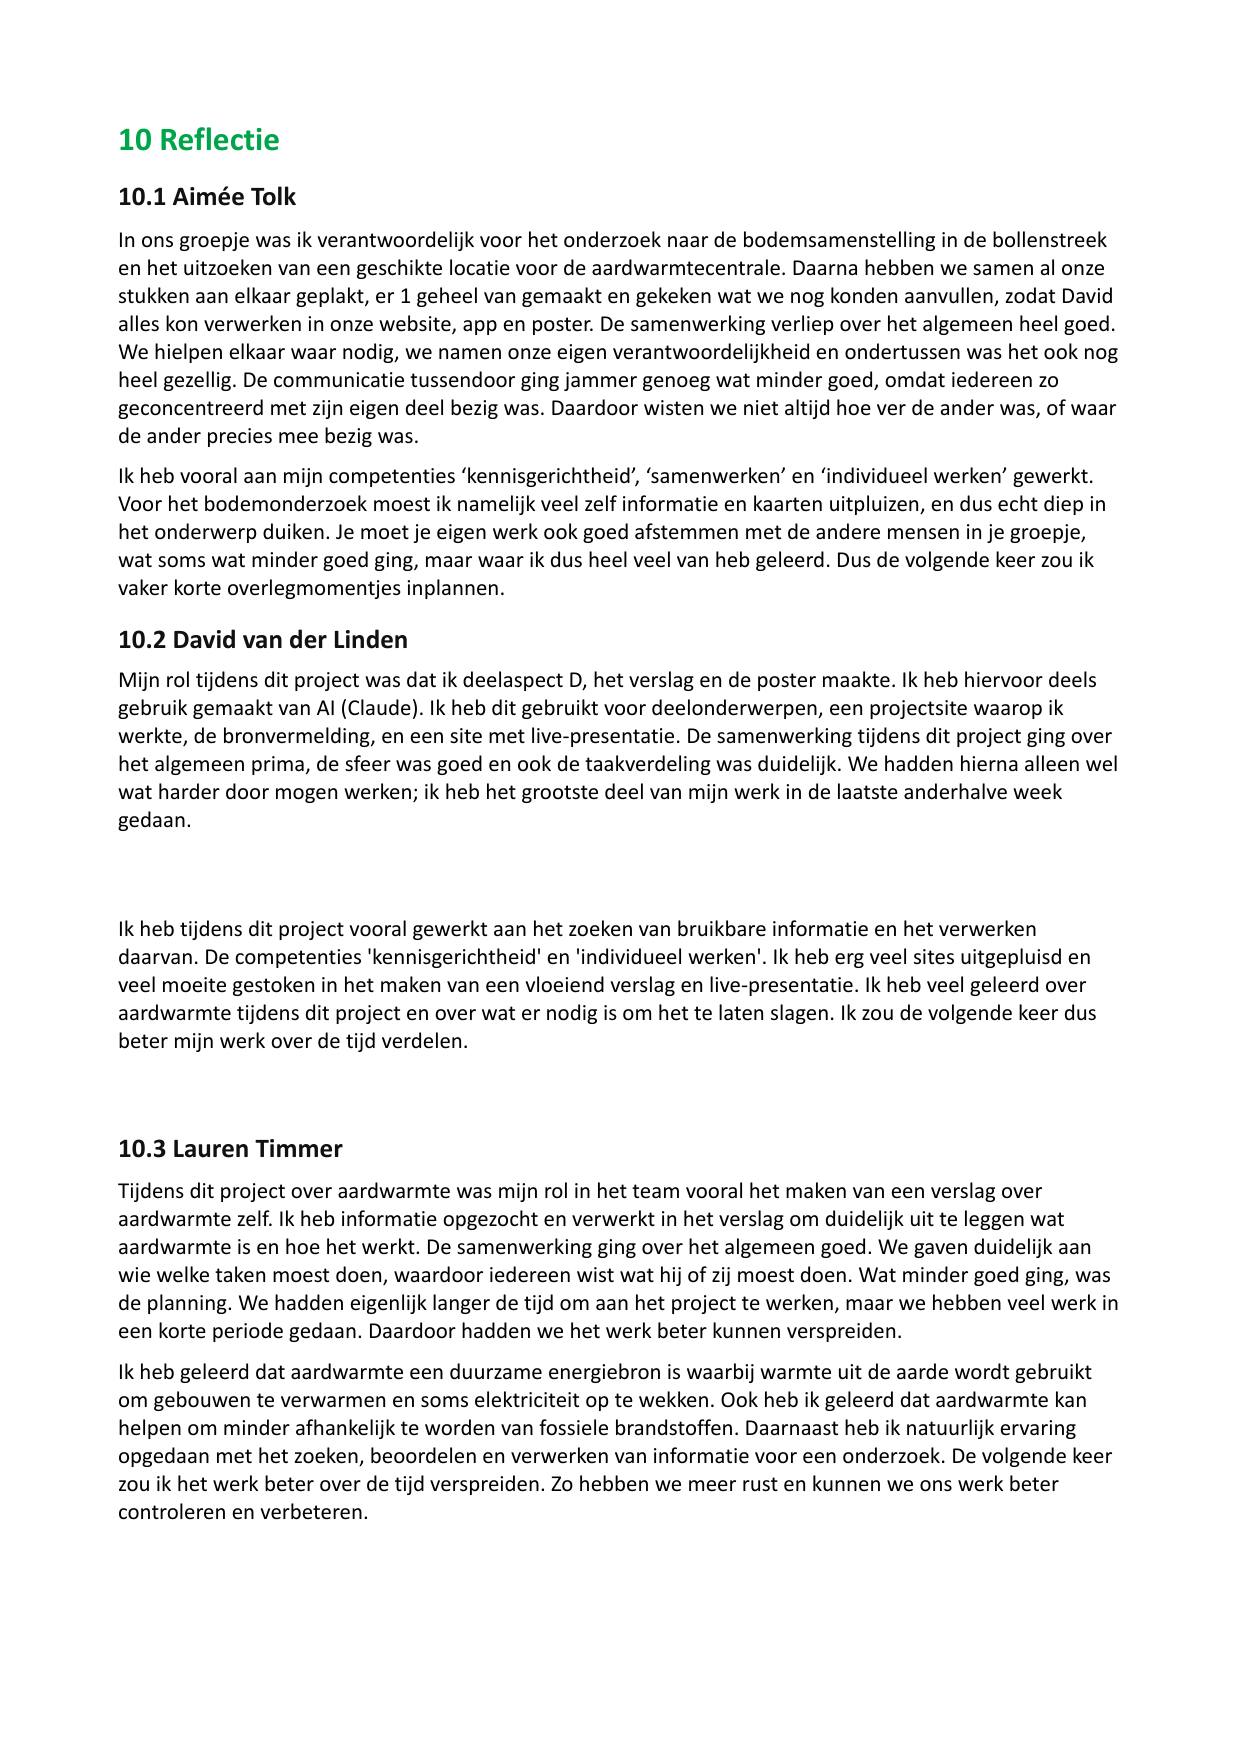 10 Reflectie
10.1 Aimée Tolk
In ons groepje was ik verantwoordelijk voor het onderzoek naar de bodemsamenstelling in de bollenstreek
en het uitzoeken van een geschikte locatie voor de aardwarmtecentrale. Daarna hebben we samen al onze
stukken aan elkaar geplakt, er 1 geheel van gemaakt en gekeken wat we nog konden aanvullen, zodat David
alles kon verwerken in onze website, app en poster. De samenwerking verliep over het algemeen heel goed.
We hielpen elkaar waar nodig, we namen onze eigen verantwoordelijkheid en ondertussen was het ook nog
heel gezellig. De communicatie tussendoor ging jammer genoeg wat minder goed, omdat iedereen zo
geconcentreerd met zijn eigen deel bezig was. Daardoor wisten we niet altijd hoe ver de ander was, of waar
de ander precies mee bezig was.
Ik heb vooral aan mijn competenties ‘kennisgerichtheid’, ‘samenwerken’ en ‘individueel werken’ gewerkt.
Voor het bodemonderzoek moest ik namelijk veel zelf informatie en kaarten uitpluizen, en dus echt diep in
het onderwerp duiken. Je moet je eigen werk ook goed afstemmen met de andere mensen in je groepje,
wat soms wat minder goed ging, maar waar ik dus heel veel van heb geleerd. Dus de volgende keer zou ik
vaker korte overlegmomentjes inplannen.
10.2 David van der Linden
Mijn rol tijdens dit project was dat ik deelaspect D, het verslag en de poster maakte. Ik heb hiervoor deels
gebruik gemaakt van AI (Claude). Ik heb dit gebruikt voor deelonderwerpen, een projectsite waarop ik
werkte, de bronvermelding, en een site met live-presentatie. De samenwerking tijdens dit project ging over
het algemeen prima, de sfeer was goed en ook de taakverdeling was duidelijk. We hadden hierna alleen wel
wat harder door mogen werken; ik heb het grootste deel van mijn werk in de laatste anderhalve week
gedaan.
Ik heb tijdens dit project vooral gewerkt aan het zoeken van bruikbare informatie en het verwerken
daarvan. De competenties 'kennisgerichtheid' en 'individueel werken'. Ik heb erg veel sites uitgepluisd en
veel moeite gestoken in het maken van een vloeiend verslag en live-presentatie. Ik heb veel geleerd over
aardwarmte tijdens dit project en over wat er nodig is om het te laten slagen. Ik zou de volgende keer dus
beter mijn werk over de tijd verdelen.
10.3 Lauren Timmer
Tijdens dit project over aardwarmte was mijn rol in het team vooral het maken van een verslag over
aardwarmte zelf. Ik heb informatie opgezocht en verwerkt in het verslag om duidelijk uit te leggen wat
aardwarmte is en hoe het werkt. De samenwerking ging over het algemeen goed. We gaven duidelijk aan
wie welke taken moest doen, waardoor iedereen wist wat hij of zij moest doen. Wat minder goed ging, was
de planning. We hadden eigenlijk langer de tijd om aan het project te werken, maar we hebben veel werk in
een korte periode gedaan. Daardoor hadden we het werk beter kunnen verspreiden.
Ik heb geleerd dat aardwarmte een duurzame energiebron is waarbij warmte uit de aarde wordt gebruikt
om gebouwen te verwarmen en soms elektriciteit op te wekken. Ook heb ik geleerd dat aardwarmte kan
helpen om minder afhankelijk te worden van fossiele brandstoffen. Daarnaast heb ik natuurlijk ervaring
opgedaan met het zoeken, beoordelen en verwerken van informatie voor een onderzoek. De volgende keer
zou ik het werk beter over de tijd verspreiden. Zo hebben we meer rust en kunnen we ons werk beter
controleren en verbeteren.